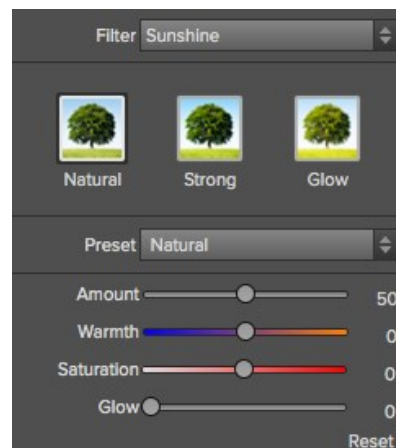 Filter Sunshine
Natural Strong Glow
Preset Natural
Amount 50
Warmth 0
Saturation 0
Glow 0
Reset